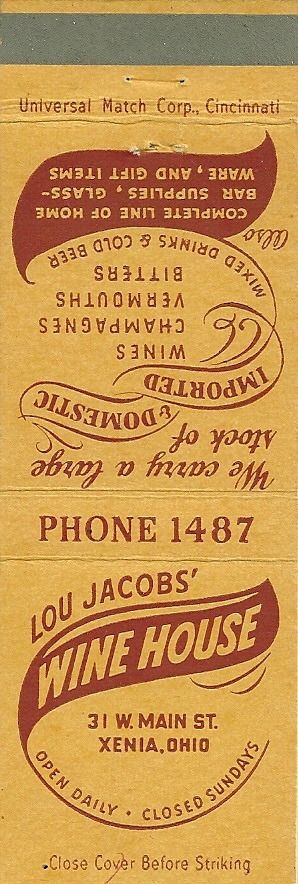 Universal Match Corp., Cincinnati
We carry a large
stock of
IMPORTED
& DOMESTIC
WINES
CHAMPAGNES
VERMOUTHS
BITTERS
MIXED DRINKS & COLD BEER
Also
COMPLETE LINE OF HOME
BAR SUPPLIES, GLASS-
WARE, AND GIFT ITEMS
PHONE 1487
LOU JACOBS'
WINE HOUSE
31 W. MAIN ST.
XENIA, OHIO
OPEN DAILY • CLOSED SUNDAYS
Close Cover Before Striking